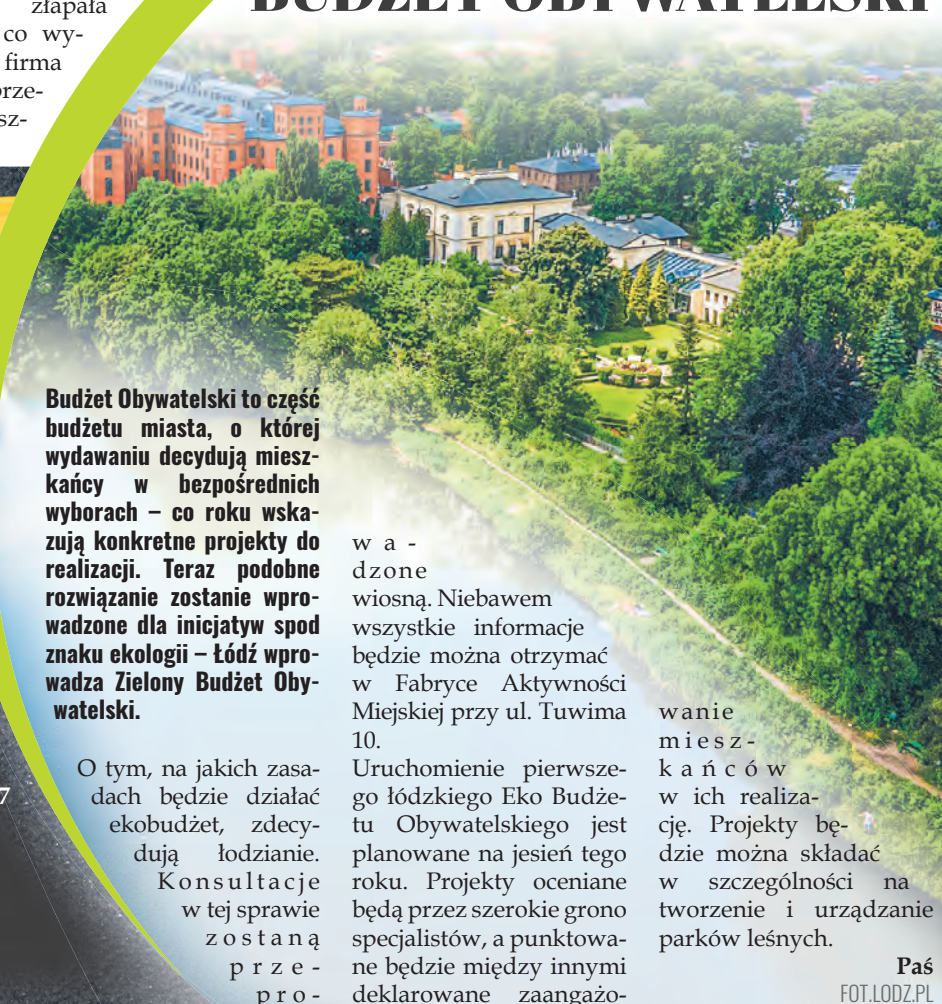 złapała
co wy-
firma
prze-
sz-
BUDŻET OBYWATELSKI
Budżet Obywatelski to część
budżetu miasta, o której
wydawaniu decydują miesz-
kańcy w bezpośrednich
wyborach – co roku wska-
zują konkretne projekty do
realizacji. Teraz podobne
rozwiązanie zostanie wpro-
wadzone dla inicjatyw spod
znaku ekologii – Łódź wpro-
wadza Zielony Budżet Oby-
watelski.
O tym, na jakich zasa-
dach będzie działać
ekobudżet, zdecy-
dują łodzianie.
Konsultacje
w tej sprawie
zostaną
prze-
pro-
wa-
dzone
wiosną. Niebawem
wszystkie informacje
będzie można otrzymać
w Fabryce Aktywności
Miejskiej przy ul. Tuwima
10.
Uruchomienie pierwsze-
go łódzkiego Eko Budże-
tu Obywatelskiego jest
planowane na jesień tego
roku. Projekty oceniane
będą przez szerokie grono
specjalistów, a punktowa-
ne będzie między innymi
deklarowane zaangażo-
wanie
miesz-
kańców
w ich realiza-
cję. Projekty bę-
dzie można składać
w szczególności na
tworzenie i urządzanie
parków leśnych.
Paś
FOT.LODZ.PL
7